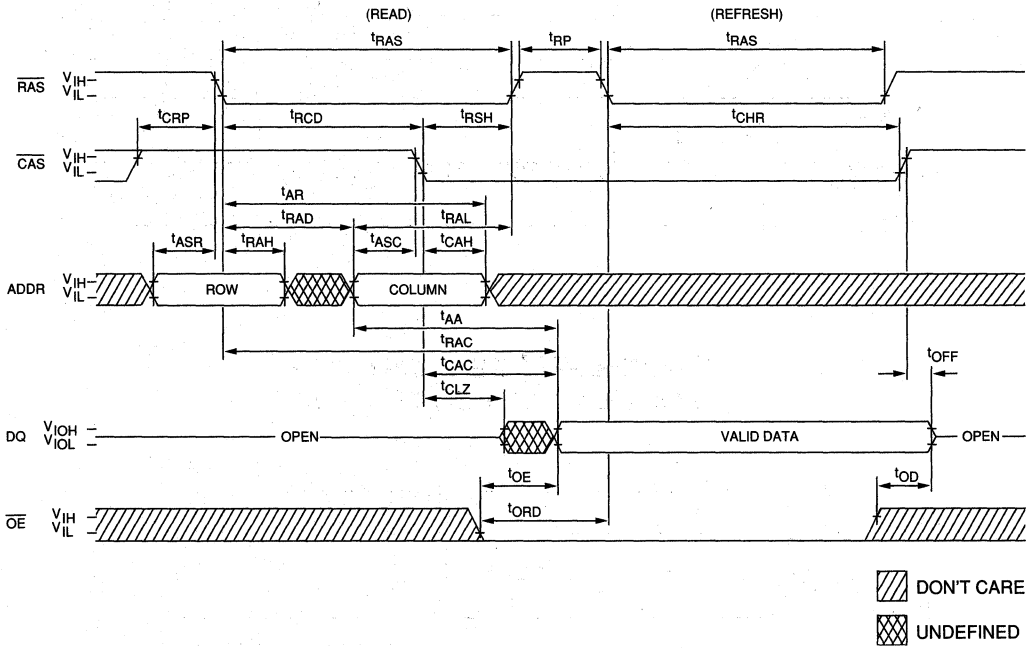 (READ) (REFRESH)
tRAS tRP tRAS
RAS VIH
VIL
tCRP tRCD tRSH tCHR
CAS VIH
VIL
tAR
tRAD tRAL
tASR tRAH tASC tCAH
ADDR VIH
VIL
ROW COLUMN
tAA
tRAC
tCAC tOFF
tCLZ
DQ VIOH
VIOL
OPEN VALID DATA OPEN
tOE tOD
tORD
OE VIH
VIL
DON'T CARE
UNDEFINED